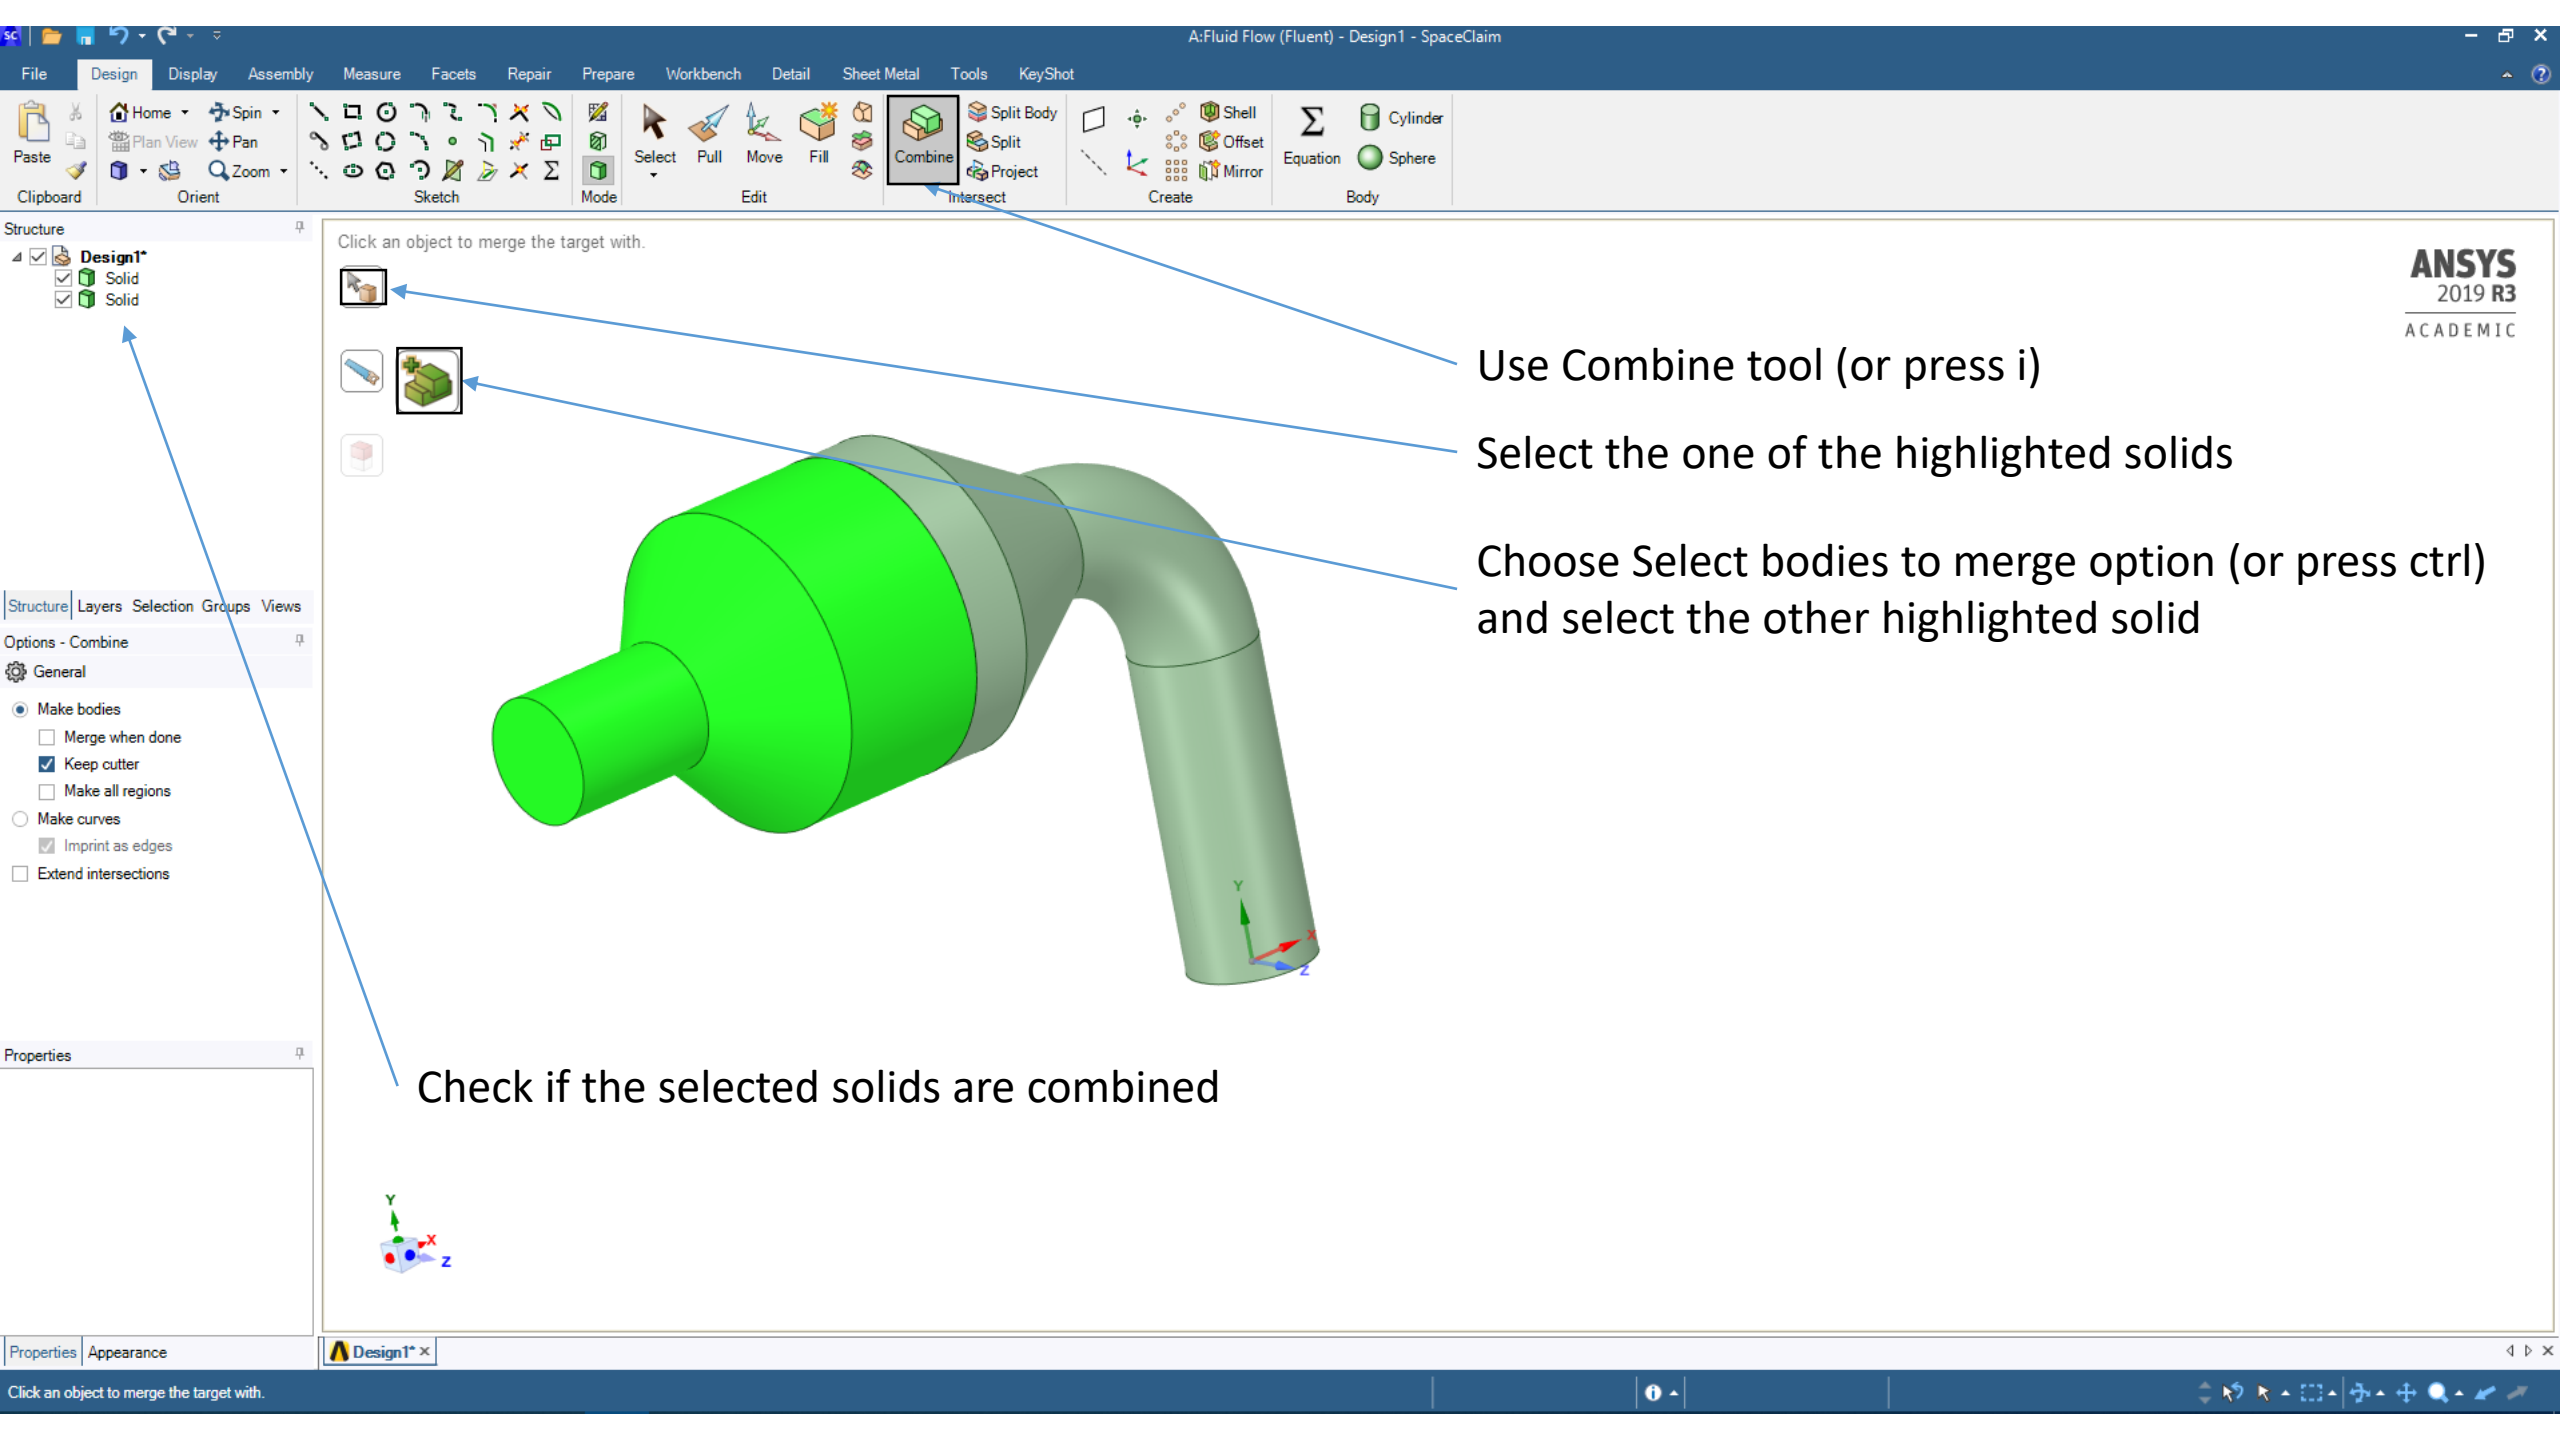 SC
A:Fluid Flow (Fluent) - Design1 - SpaceClaim
File Design Display Assembly Measure Facets Repair Prepare Workbench Detail Sheet Metal Tools KeyShot
Paste
Home
Plan View
Spin
Pan
Zoom
Select Pull Move Fill
Combine
Split Body
Split
Project
Shell
Offset
Mirror
Equation
Cylinder
Sphere
Clipboard Orient Sketch Mode Edit Intersect Create Body
Structure
Design1*
Solid
Solid
Structure Layers Selection Groups Views
Options - Combine
General
Make bodies
Merge when done
Keep cutter
Make all regions
Make curves
Imprint as edges
Extend intersections
Properties
Properties Appearance
Click an object to merge the target with.
ANSYS
2019 R3
ACADEMIC
Use Combine tool (or press i)
Select the one of the highlighted solids
Choose Select bodies to merge option (or press ctrl)
and select the other highlighted solid
Y
X
Z
Check if the selected solids are combined
Y
X
Z
Design1*
Click an object to merge the target with.